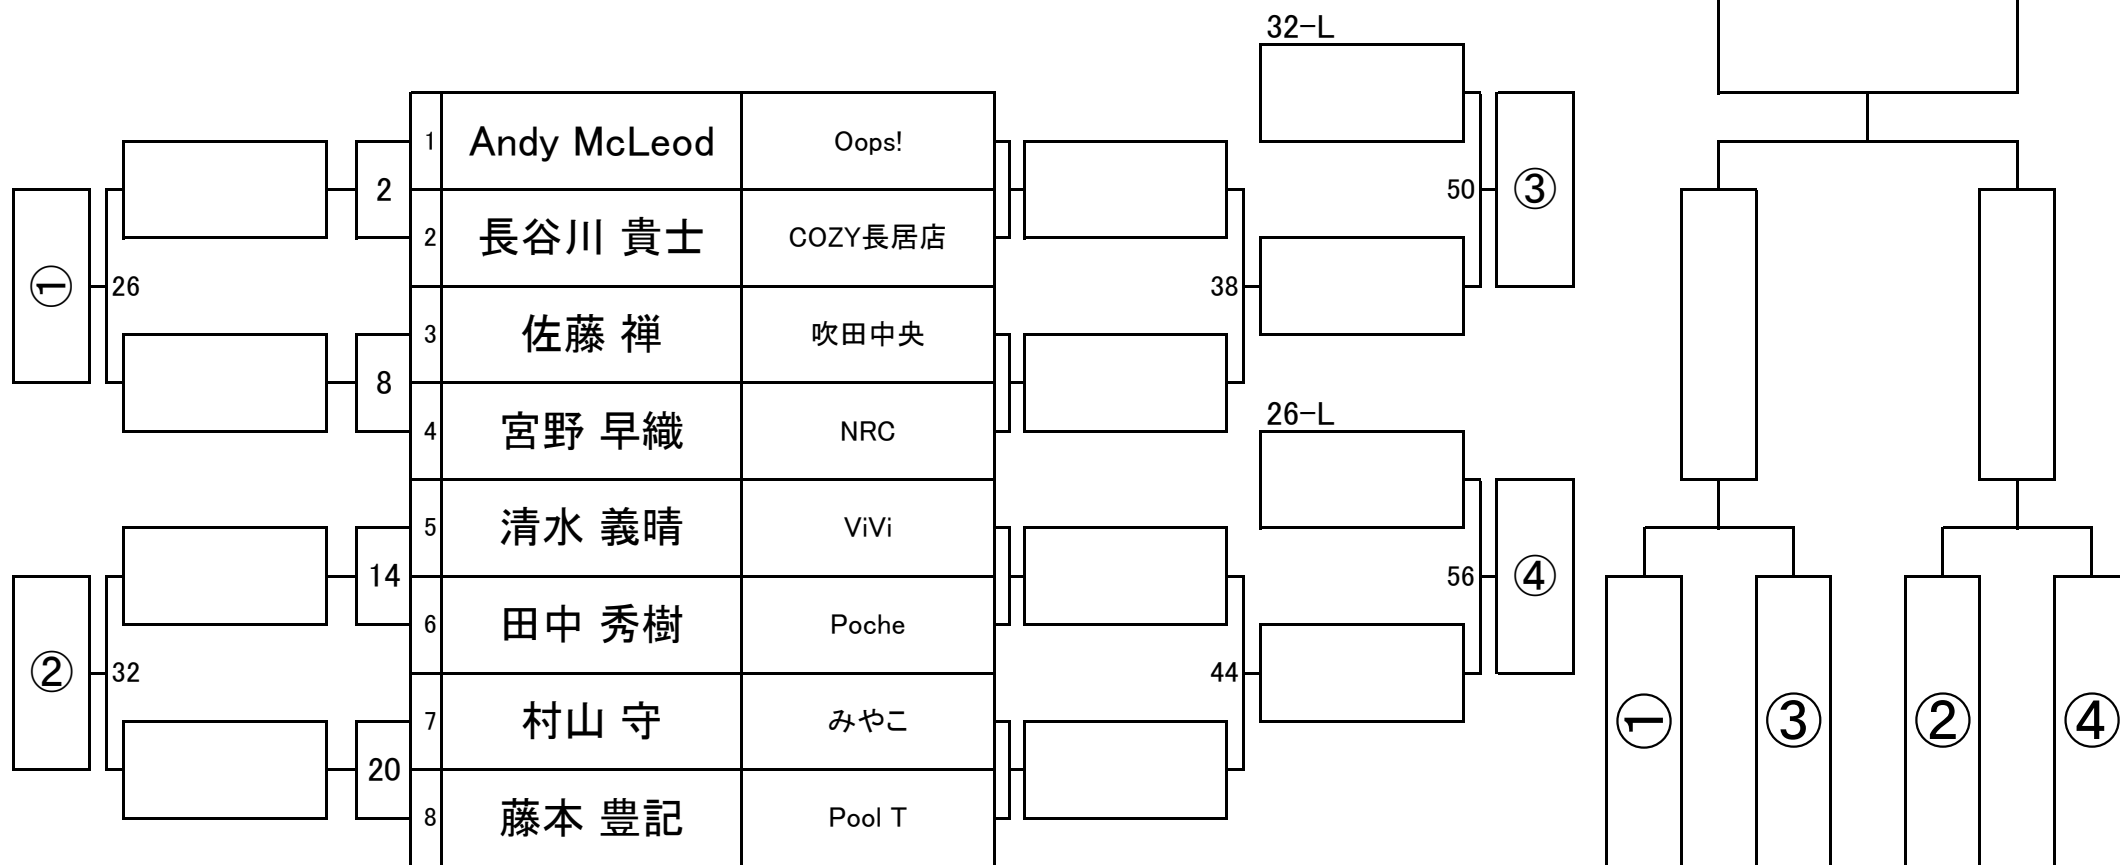 32-L
1 Andy McLeod Oops!
2
50 ③
2 長谷川 貴士 COZY長居店
① 26
38
3 佐藤 禅 吹田中央
8
26-L
4 宮野 早織 NRC
5 清水 義晴 ViVi
14
56 ④
6 田中 秀樹 Poche
② 32
44
7 村山 守 みやこ
① ③ ② ④
20
8 藤本 豊記 Pool T